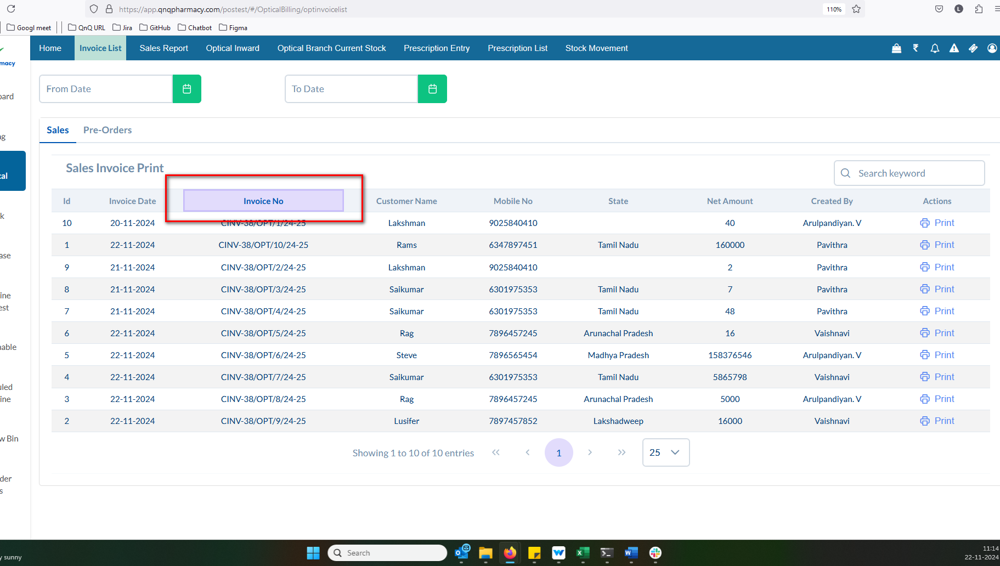 https://app.qnqpharmacy.com/postest/#/OpticalBilling/optinvoicelist
110%
L
Googl meet QnQ URL Jira GitHub Chatbot Figma
macy
Home Invoice List Sales Report Optical Inward Optical Branch Current Stock Prescription Entry Prescription List Stock Movement
From Date To Date
oard
Sales Pre-Orders
g
cal
k
ase
ine
est
nable
uled
ine
w Bin
der
s
Sales Invoice Print
Search keyword
Id Invoice Date Invoice No Customer Name Mobile No State Net Amount Created By Actions
10 20-11-2024 CINV-38/OPT/1/24-25 Lakshman 9025840410 40 Arulpandiyan. V Print
1 22-11-2024 CINV-38/OPT/10/24-25 Rams 6347897451 Tamil Nadu 160000 Pavithra Print
9 21-11-2024 CINV-38/OPT/2/24-25 Lakshman 9025840410 2 Pavithra Print
8 21-11-2024 CINV-38/OPT/3/24-25 Saikumar 6301975353 Tamil Nadu 7 Pavithra Print
7 21-11-2024 CINV-38/OPT/4/24-25 Saikumar 6301975353 Tamil Nadu 48 Pavithra Print
6 22-11-2024 CINV-38/OPT/5/24-25 Rag 7896457245 Arunachal Pradesh 16 Vaishnavi Print
5 22-11-2024 CINV-38/OPT/6/24-25 Steve 7896565454 Madhya Pradesh 158376546 Arulpandiyan. V Print
4 22-11-2024 CINV-38/OPT/7/24-25 Saikumar 6301975353 Tamil Nadu 5865798 Vaishnavi Print
3 22-11-2024 CINV-38/OPT/8/24-25 Rag 7896457245 Arunachal Pradesh 5000 Arulpandiyan. V Print
2 22-11-2024 CINV-38/OPT/9/24-25 Lusifer 7897457852 Lakshadweep 16000 Vaishnavi Print
Showing 1 to 10 of 10 entries « ‹ 1 › » 25
y sunny
Search
11:14
22-11-2024